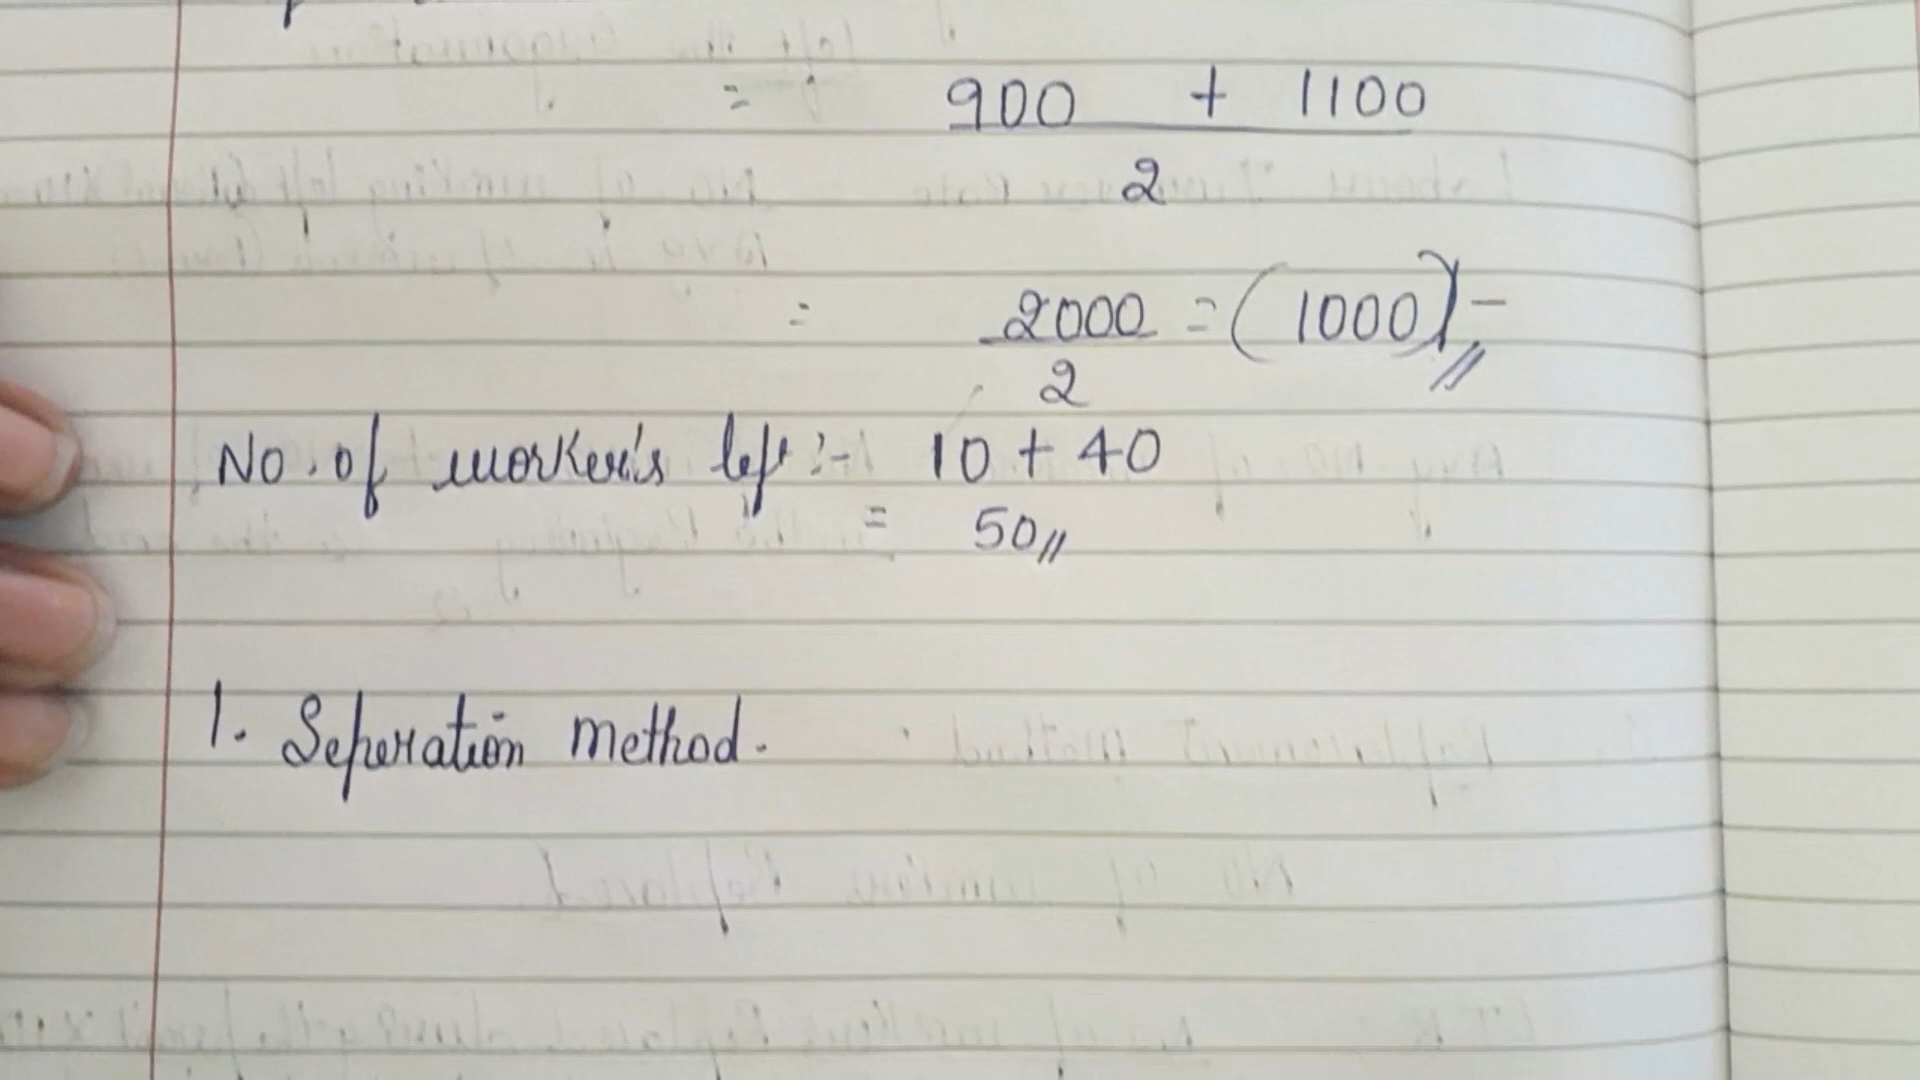 = 900 + 1100
2
= 2000 = (1000) -
2
No. of worker's left :- 10 + 40
= 50
1. Seperation method.